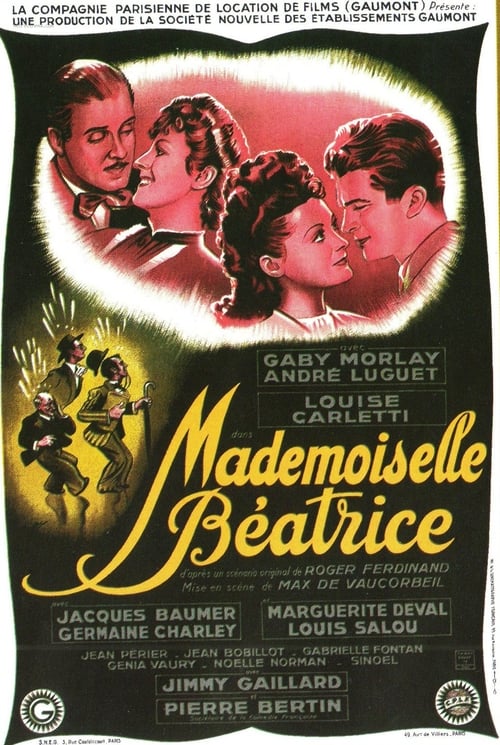 LA COMPAGNIE PARISIENNE DE LOCATION DE FILMS (GAUMONT) Présente:
UNE PRODUCTION DE LA SOCIÉTÉ NOUVELLE DES ÉTABLISSEMENTS GAUMONT
avec
GABY MORLAY
ANDRÉ LUGUET
LOUISE
CARLETTI
dans
Mademoiselle
Béatrice
d'après un scénario original de ROGER FERDINAND
Mise en scène de MAX DE VAUCORBEIL
avec
JACQUES BAUMER
GERMAINE CHARLEY
et
MARGUERITE DEVAL
LOUIS SALOU
JEAN PERIER - JEAN BOBILLOT - GABRIELLE FONTAN
GENIA VAURY - NOELLE NORMAN - SINOEL
avec
JIMMY GAILLARD
et
PIERRE BERTIN
Sociétaire de la Comédie Française
G
C.P.L.F.